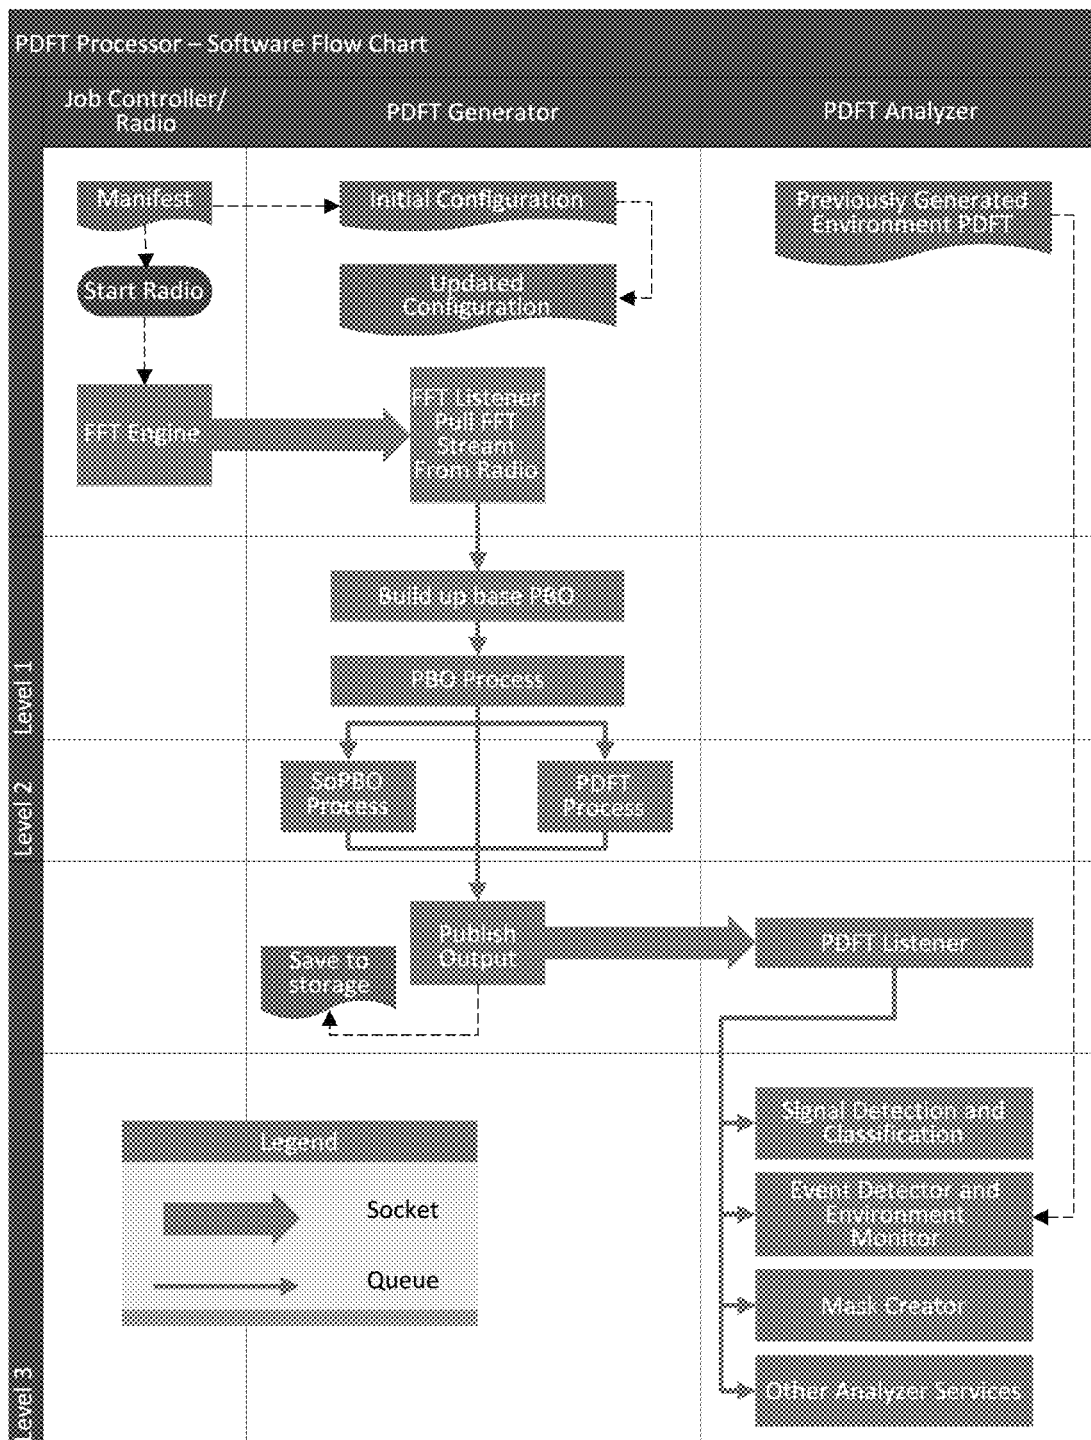 PDFT Processor – Software Flow Chart
Job Controller/
Radio
PDFT Generator
PDFT Analyzer
Manifest
Initial Configuration
Previously Generated
Environment PDFT
Start Radio
Updated
Configuration
FFT Engine
FFT Listener
Pull FFT
Stream
From Radio
Build up base PBO
PBO Process
Level 1
SoPBO
Process
PDFT
Process
Level 2
Publish
Output
PDFT Listener
Save to
storage
Signal Detection and
Classification
Legend
Socket
Queue
Event Detector and
Environment
Monitor
Mask Creator
Other Analyzer Services
Level 3